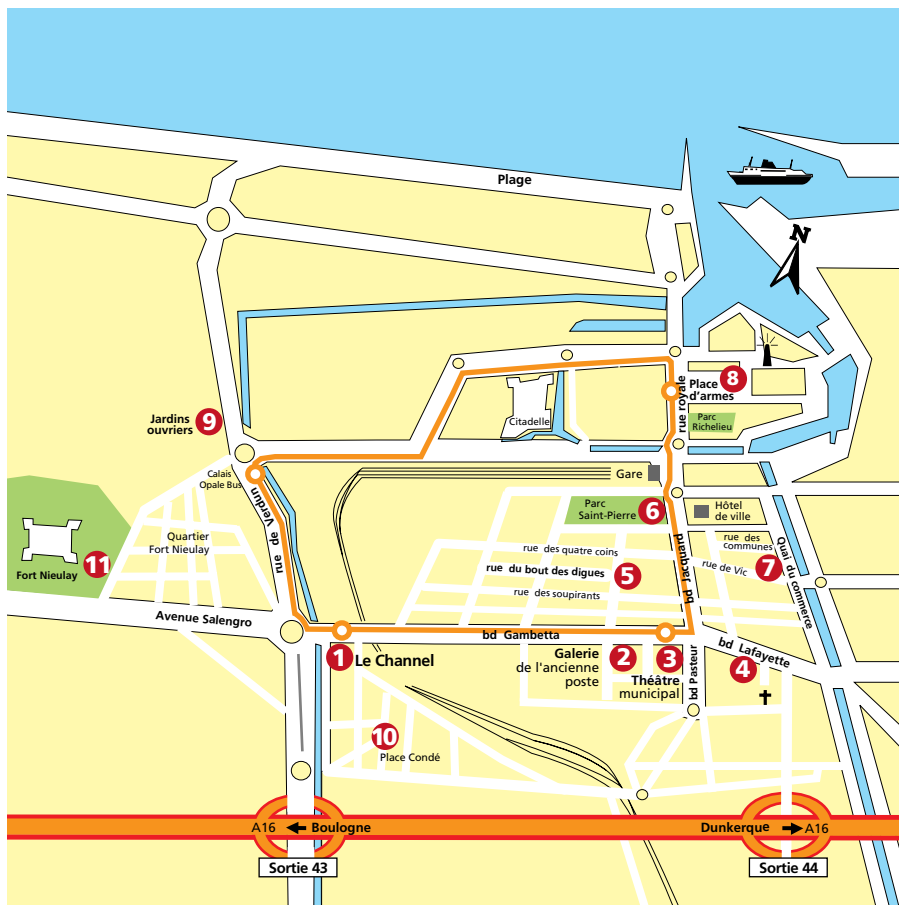 Plage
N
8
Place
d'armes
rue royale
Parc
Richelieu
Citadelle
9
Jardins
ouvriers
Calais
Opale Bus
Gare
rue de Verdun
Parc
Saint-Pierre
6
Hôtel
de ville
Quartier
Fort Nieulay
11
Fort Nieulay
rue des quatre coins
rue du bout des digues
5
rue des soupirants
bd Jacquard
rue des
communes
rue de Vic
7
Quai du commerce
Avenue Salengro
bd Gambetta
bd Lafayette
1
Le Channel
Galerie
de l'ancienne
poste
2
3
Théâtre
municipal
bd Pasteur
4
10
Place Condé
A16
Boulogne
Dunkerque
A16
Sortie 43
Sortie 44